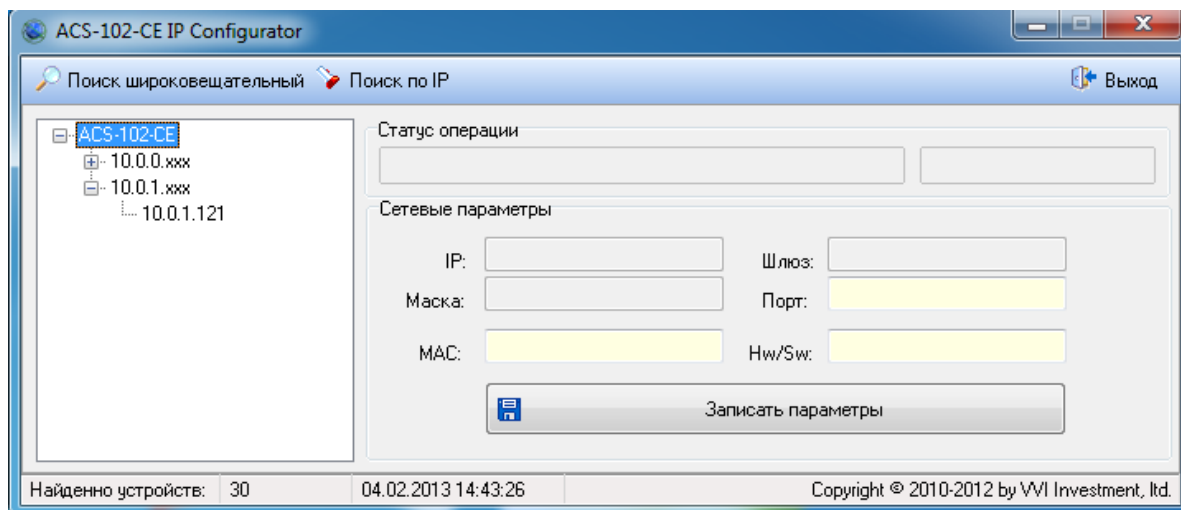 ACS-102-CE IP Configurator
Поиск широковещательный Поиск по IP Выход
ACS-102-CE
10.0.0.xxx
10.0.1.xxx
10.0.1.121
Статус операции
Сетевые параметры
IP: Шлюз:
Маска: Порт:
MAC: Hw/Sw:
Записать параметры
Найденно устройств: 30 04.02.2013 14:43:26 Copyright © 2010-2012 by VVI Investment, ltd.